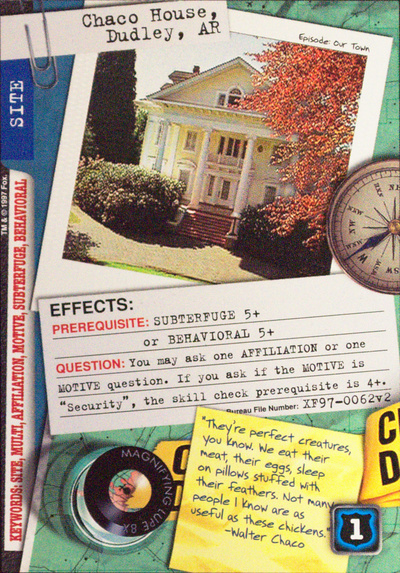 Chaco House,
Dudley, AR
Episode: Our Town
SITE
TM & © 1997 Fox.
KEYWORDS: SITE, MULTI, AFFILIATION, MOTIVE, SUBTERFUGE, BEHAVIORAL
EFFECTS:
PREREQUISITE: SUBTERFUGE 5+
or BEHAVIORAL 5+
QUESTION: You may ask one AFFILIATION or one
MOTIVE question. If you ask if the MOTIVE is
"Security", the skill check prerequisite is 4+.
Bureau File Number: XF97-0062v2
"They're perfect creatures,
you know. We eat their
meat, their eggs, sleep
on pillows stuffed with
their feathers. Not many
people I know are as
useful as these chickens."
-Walter Chaco
MAGNIFYING LUPE 8X
1